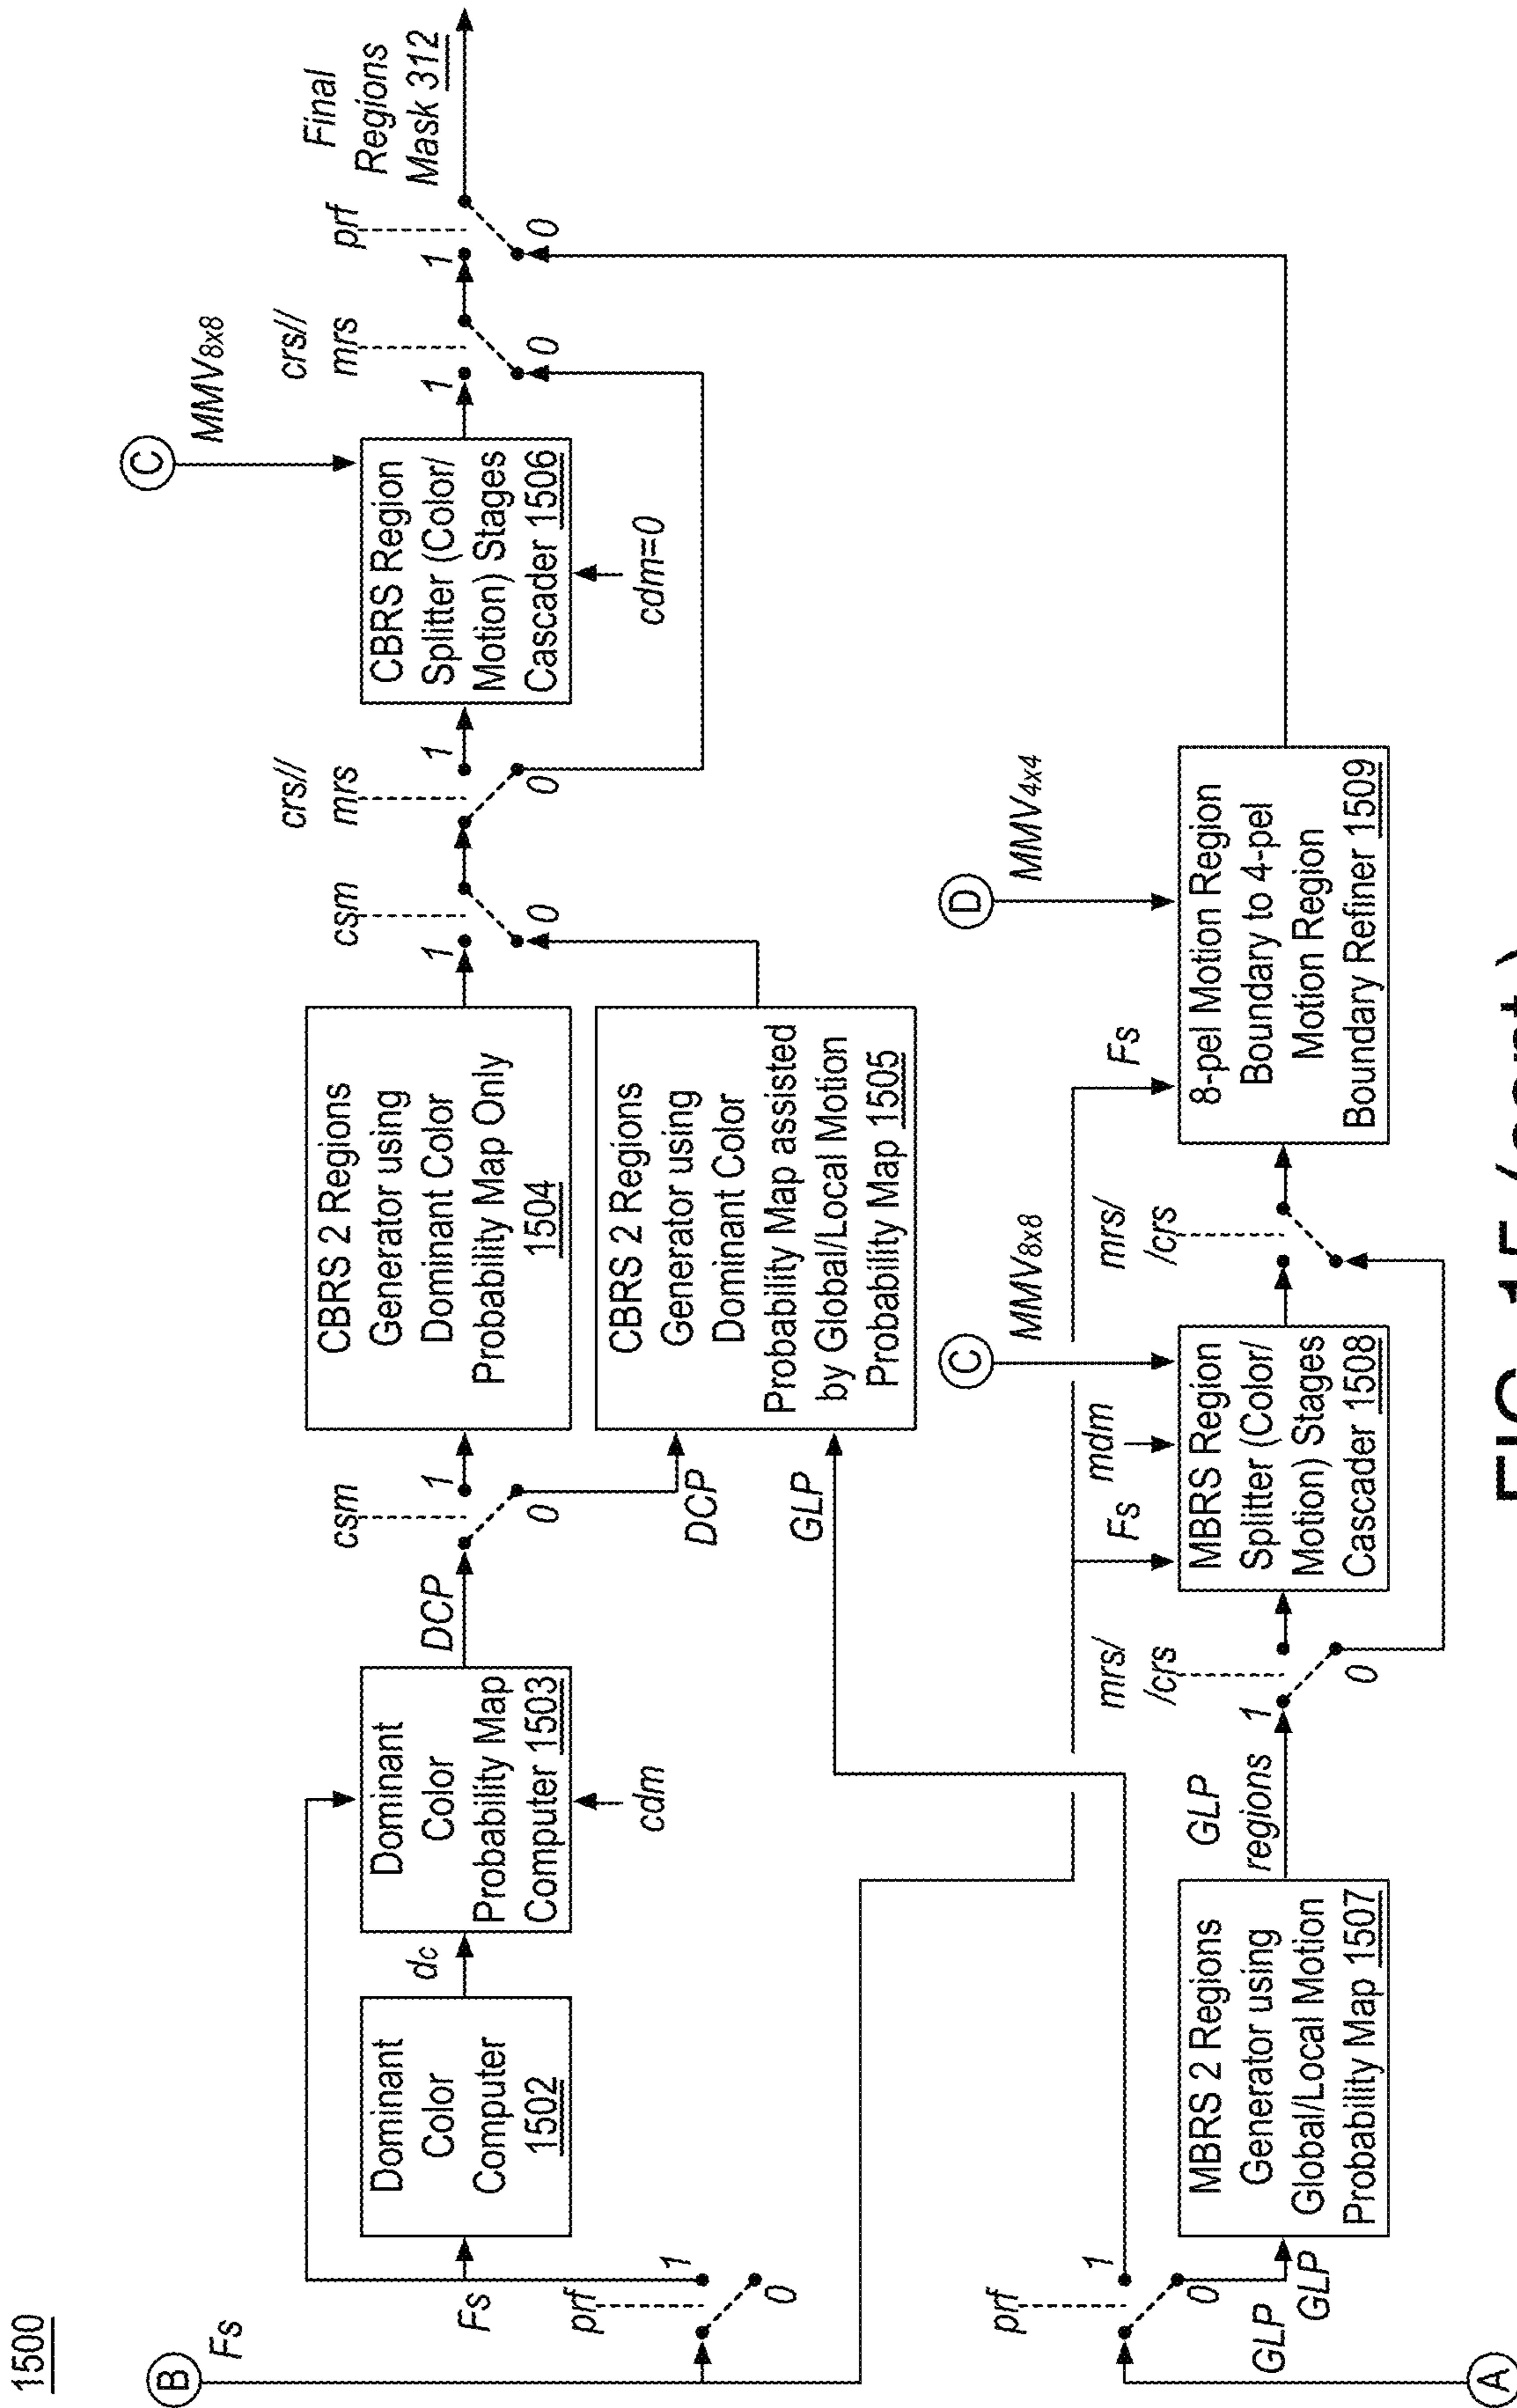 1500
B
Fs
Fs
prf
1
0
Dominant
Color
Computer
1502
dc
Dominant
Color
Probability Map
Computer 1503
cdm
DCP
csm
1
0
DCP
GLP
CBRS 2 Regions
Generator using
Dominant Color
Probability Map Only
1504
CBRS 2 Regions
Generator using
Dominant Color
Probability Map assisted
by Global/Local Motion
Probability Map 1505
csm
1
0
crs//
mrs
1
0
CBRS Region
Splitter (Color/
Motion) Stages
Cascader 1506
cdm=0
C
MMV8x8
crs//
mrs
1
0
prf
1
0
Final
Regions
Mask 312
A
prf
1
0
GLP
GLP
MBRS 2 Regions
Generator using
Global/Local Motion
Probability Map 1507
GLP
regions
mrs/
/crs
1
0
MBRS Region
Splitter (Color/
Motion) Stages
Cascader 1508
Fs
mdm
C
MMV8x8
mrs/
/crs
8-pel Motion Region
Boundary to 4-pel
Motion Region
Boundary Refiner 1509
Fs
D
MMV4x4